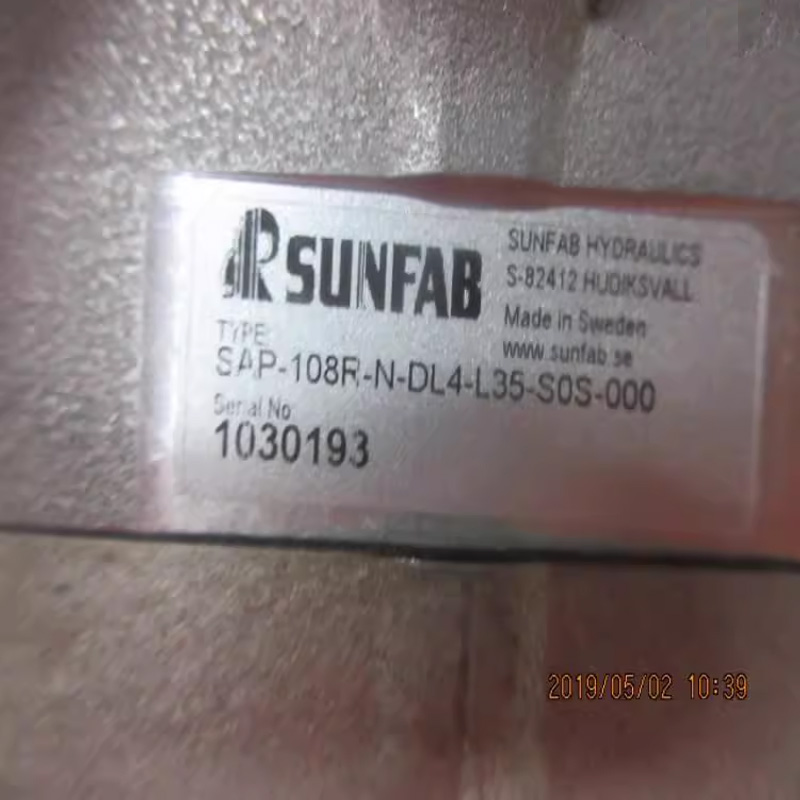 SUNFAB
SUNFAB HYDRAULICS
S-82412 HUDIKSVALL
Made in Sweden
www.sunfab.se
TYPE:
SAP-108R-N-DL4-L35-S0S-000
Serial No:
1030193
2019/05/02 10:39